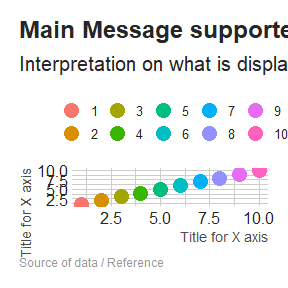 Main Message supporte
Interpretation on what is displa
1 3 5 7 9
2 4 6 8 10
10.0
7.5
5.0
2.5
Title for X axis
2.5 5.0 7.5 10.0
Title for X axis
Source of data / Reference